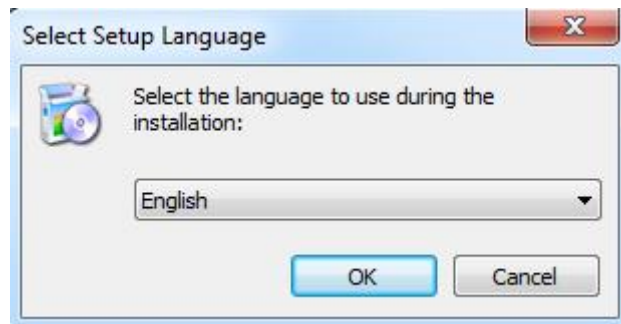 Select Setup Language
Select the language to use during the
installation:
English
OK
Cancel